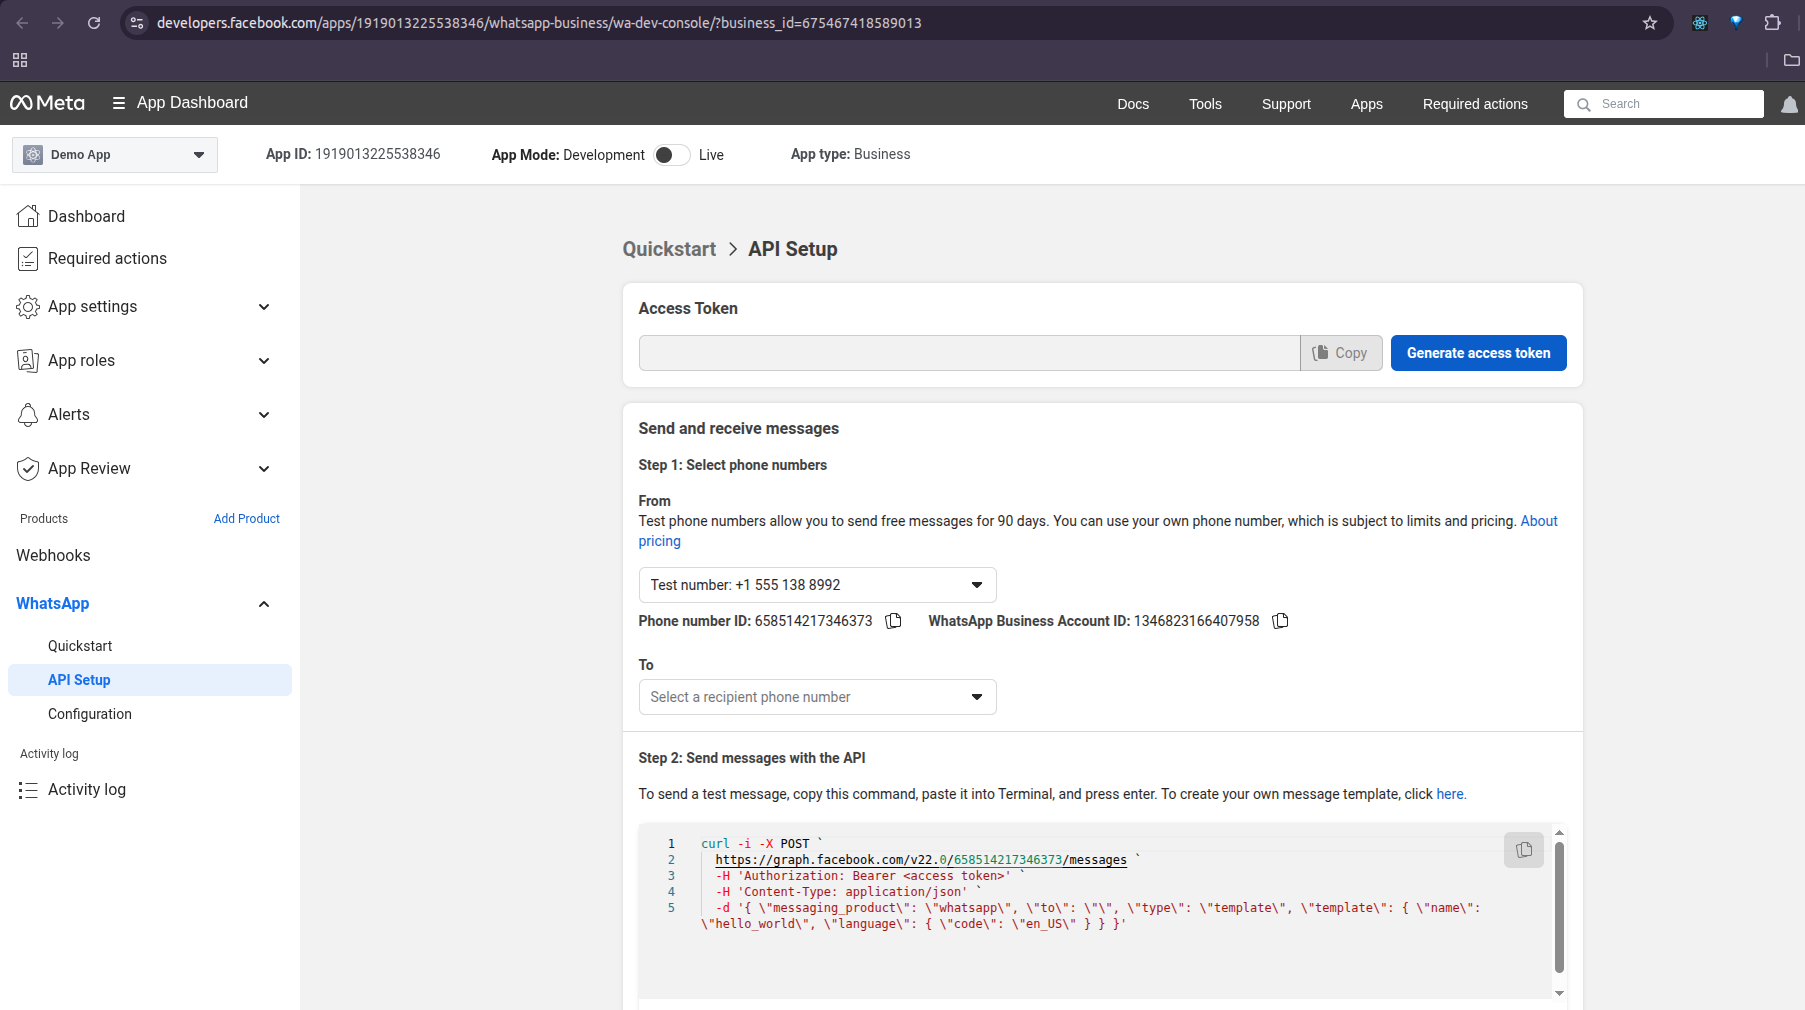 developers.facebook.com/apps/1919013225538346/whatsapp-business/wa-dev-console/?business_id=675467418589013
Meta
App Dashboard
Docs
Tools
Support
Apps
Required actions
Search
Demo App
App ID: 1919013225538346
App Mode: Development
Live
App type: Business
Dashboard
Required actions
App settings
App roles
Alerts
App Review
Products
Add Product
Webhooks
WhatsApp
Quickstart
API Setup
Configuration
Activity log
Activity log
Quickstart > API Setup
Access Token
Copy
Generate access token
Send and receive messages
Step 1: Select phone numbers
From
Test phone numbers allow you to send free messages for 90 days. You can use your own phone number, which is subject to limits and pricing. About
pricing
Test number: +1 555 138 8992
Phone number ID: 658514217346373
WhatsApp Business Account ID: 1346823166407958
To
Select a recipient phone number
Step 2: Send messages with the API
To send a test message, copy this command, paste it into Terminal, and press enter. To create your own message template, click here.
1 curl -i -X POST `
2 https://graph.facebook.com/v22.0/658514217346373/messages `
3 -H 'Authorization: Bearer <access token>' `
4 -H 'Content-Type: application/json' `
5 -d '{ \"messaging_product\": \"whatsapp\", \"to\": \"\", \"type\": \"template\", \"template\": { \"name\":
\"hello_world\", \"language\": { \"code\": \"en_US\" } } }'